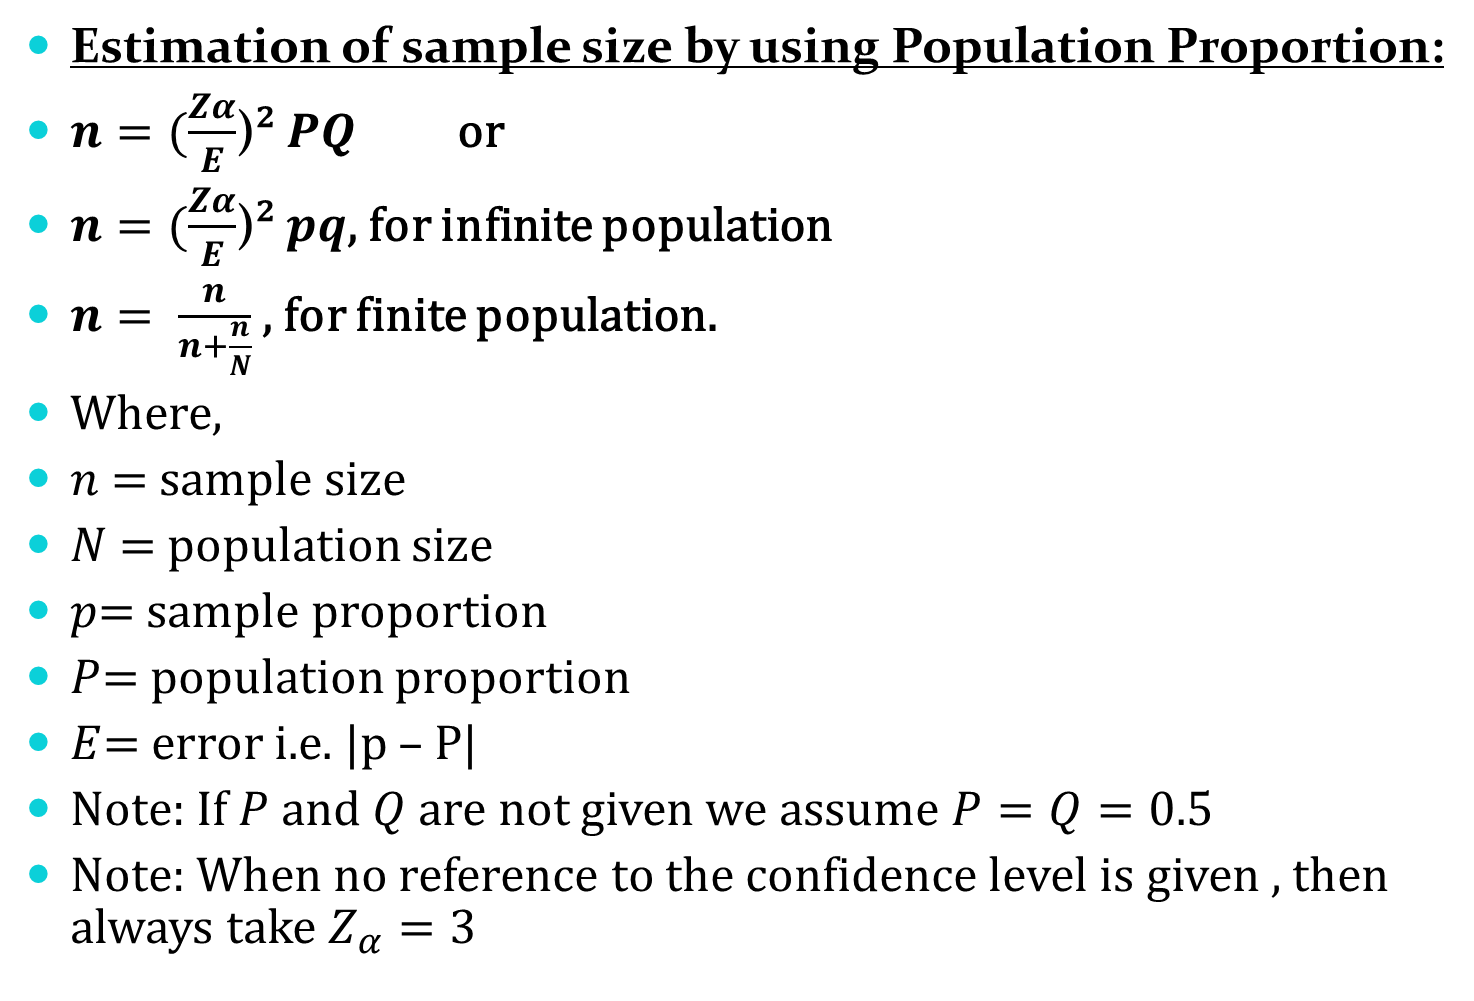 • Estimation of sample size by using Population Proportion:
• n = (Zα/E)² PQ or
• n = (Zα/E)² pq, for infinite population
• n = n/(n+n/N), for finite population.
• Where,
• n = sample size
• N = population size
• p= sample proportion
• P= population proportion
• E= error i.e. |p – P|
• Note: If P and Q are not given we assume P = Q = 0.5
• Note: When no reference to the confidence level is given , then
always take Zα = 3